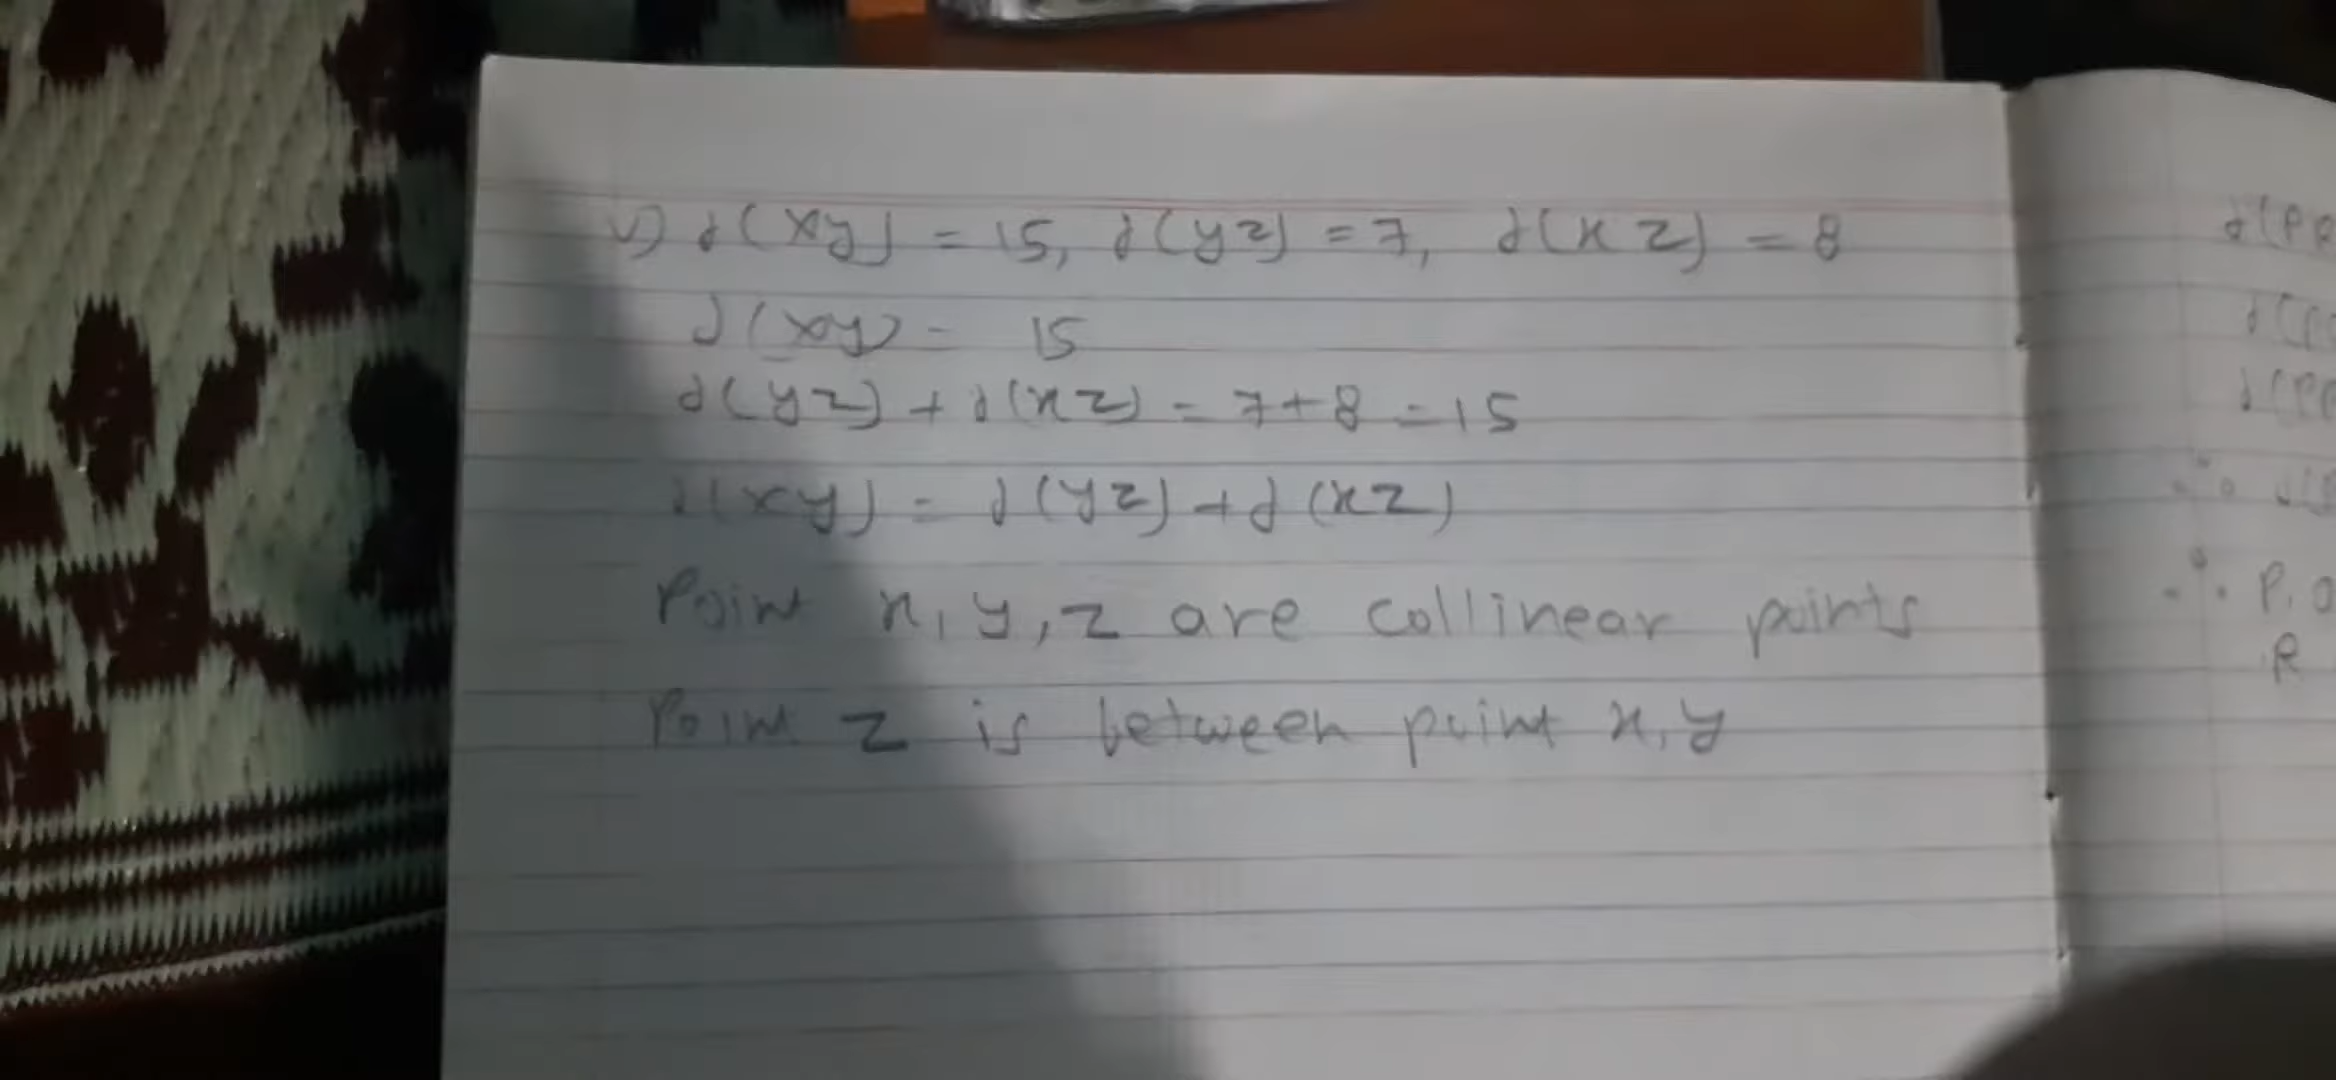 v) d(xy) = 15, d(yz) = 7, d(xz) = 8
d(xy) = 15
d(yz) + d(xz) = 7+8 = 15
d(xy) = d(yz) + d(xz)
Point x, y, z are collinear points
Point z is between point x, y
d(PR
d(P
d(P
∴ d(
∴ P, Q
R